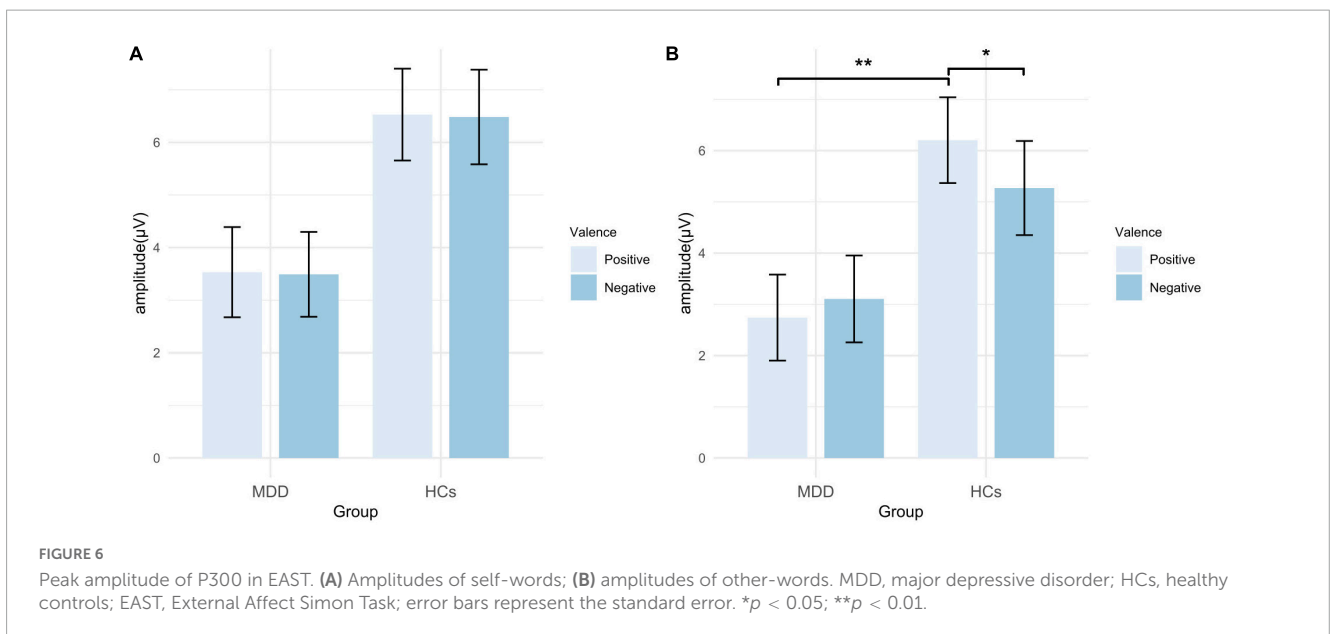 A
6
4
2
0
amplitude(μV)
MDD
HCs
Group
Valence
Positive
Negative
B
**
*
6
4
2
0
amplitude(μV)
MDD
HCs
Group
Valence
Positive
Negative
FIGURE 6
Peak amplitude of P300 in EAST. (A) Amplitudes of self-words; (B) amplitudes of other-words. MDD, major depressive disorder; HCs, healthy
controls; EAST, External Affect Simon Task; error bars represent the standard error. *p < 0.05; **p < 0.01.